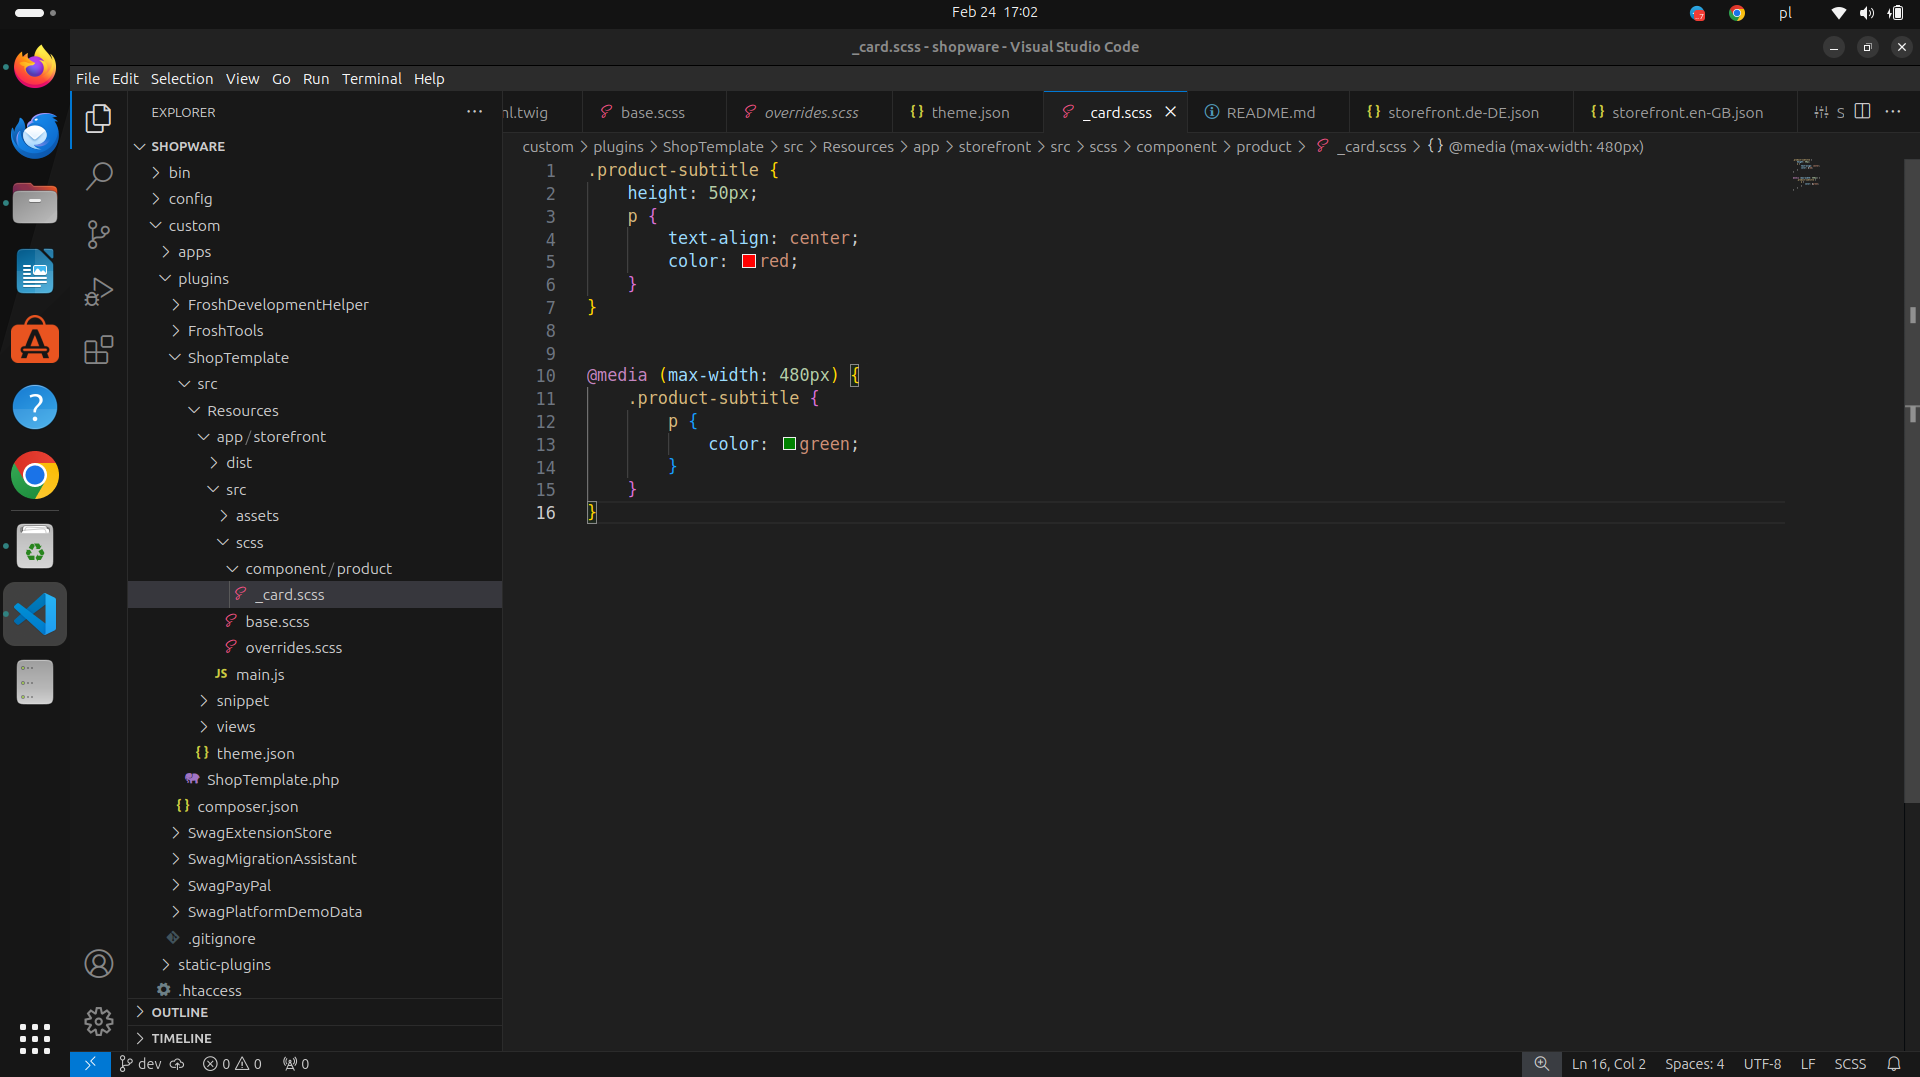 Feb 24 17:02
pl
_card.scss - shopware - Visual Studio Code
File Edit Selection View Go Run Terminal Help
EXPLORER
SHOPWARE
bin
config
custom
apps
plugins
FroshDevelopmentHelper
FroshTools
ShopTemplate
src
Resources
app / storefront
dist
src
assets
scss
component / product
_card.scss
base.scss
overrides.scss
JS main.js
snippet
views
{} theme.json
ShopTemplate.php
{} composer.json
SwagExtensionStore
SwagMigrationAssistant
SwagPayPal
SwagPlatformDemoData
.gitignore
static-plugins
.htaccess
OUTLINE
TIMELINE
nl.twig base.scss overrides.scss {} theme.json _card.scss README.md {} storefront.de-DE.json {} storefront.en-GB.json S
custom > plugins > ShopTemplate > src > Resources > app > storefront > src > scss > component > product > _card.scss > {} @media (max-width: 480px)
1 .product-subtitle {
2 height: 50px;
3 p {
4 text-align: center;
5 color: red;
6 }
7 }
8
9
10 @media (max-width: 480px) {
11 .product-subtitle {
12 p {
13 color: green;
14 }
15 }
16 }
dev 0 0 0 Ln 16, Col 2 Spaces: 4 UTF-8 LF SCSS